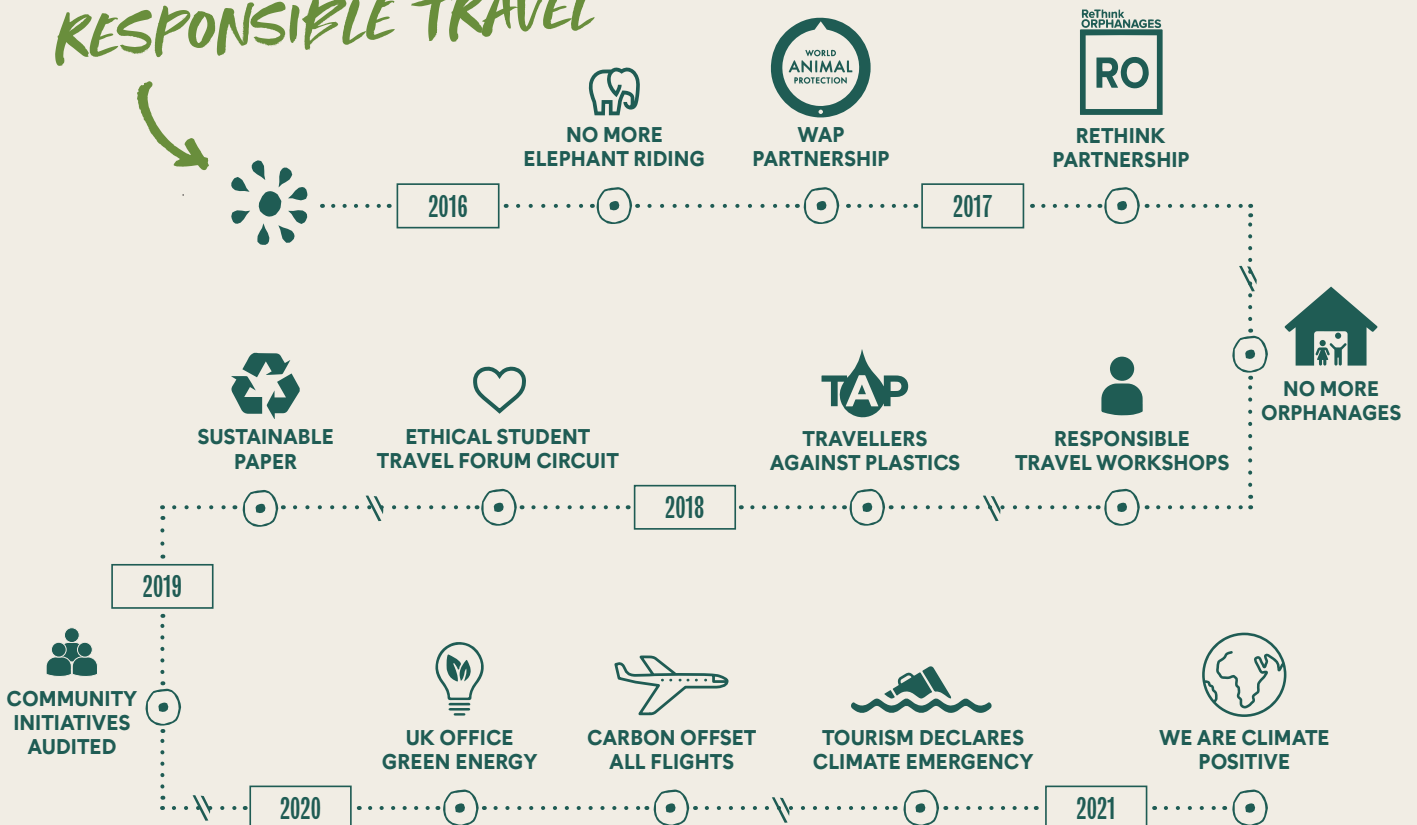 RESPONSIBLE TRAVEL
ReThink
ORPHANAGES
RO
WORLD
ANIMAL
PROTECTION
NO MORE
ELEPHANT RIDING
WAP
PARTNERSHIP
RETHINK
PARTNERSHIP
2016
2017
NO MORE
ORPHANAGES
SUSTAINABLE
PAPER
ETHICAL STUDENT
TRAVEL FORUM CIRCUIT
TAP
TRAVELLERS
AGAINST PLASTICS
RESPONSIBLE
TRAVEL WORKSHOPS
2018
2019
COMMUNITY
INITIATIVES
AUDITED
UK OFFICE
GREEN ENERGY
CARBON OFFSET
ALL FLIGHTS
TOURISM DECLARES
CLIMATE EMERGENCY
WE ARE CLIMATE
POSITIVE
2020
2021